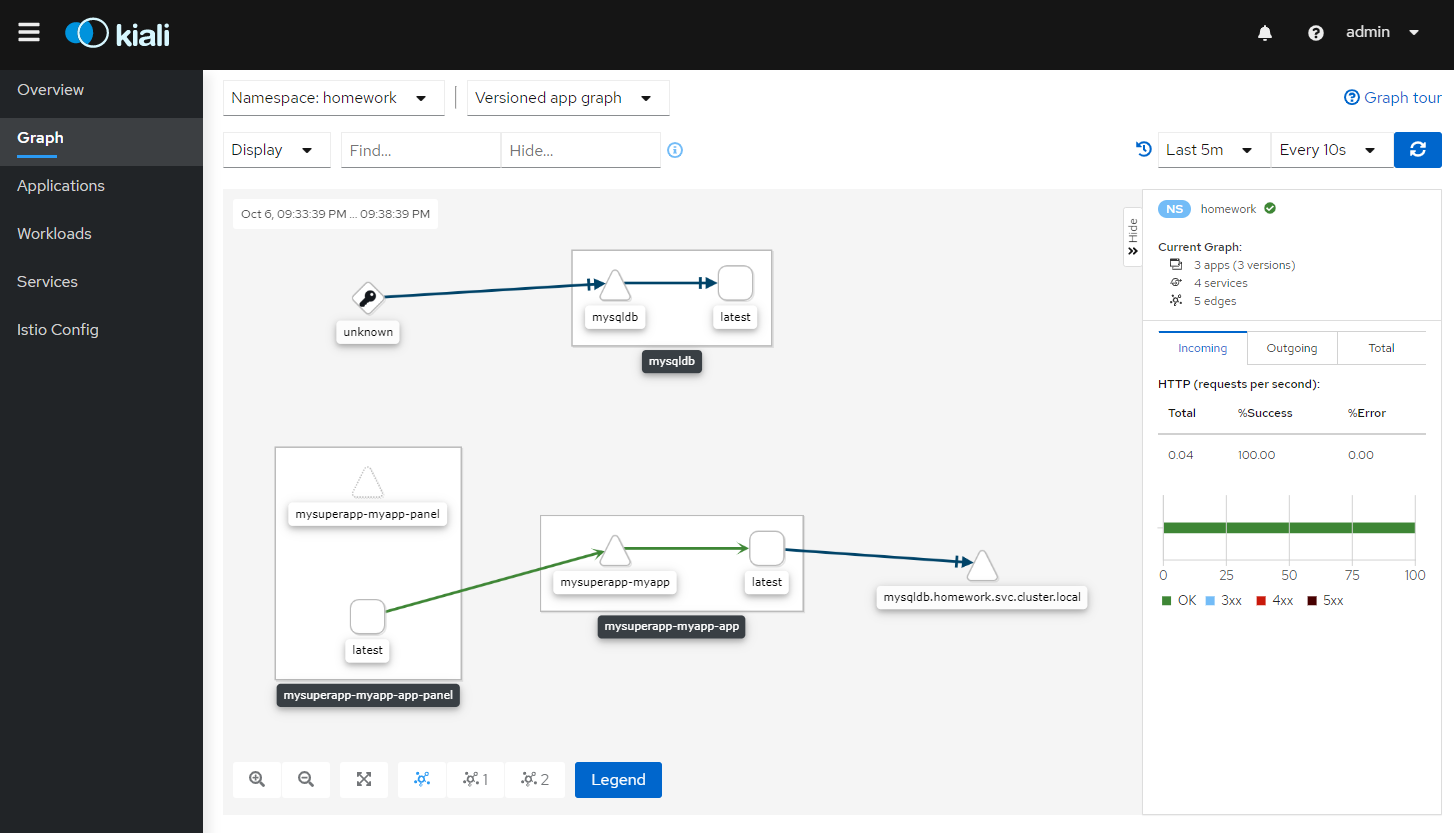 kiali
admin
Overview
Graph
Applications
Workloads
Services
Istio Config
Namespace: homework
Versioned app graph
Graph tour
Display
Find...
Hide...
Last 5m
Every 10s
Oct 6, 09:33:39 PM ... 09:38:39 PM
Hide
unknown
mysqldb
latest
mysqldb
mysuperapp-myapp-panel
latest
mysuperapp-myapp-app-panel
mysuperapp-myapp
latest
mysuperapp-myapp-app
mysqldb.homework.svc.cluster.local
1
2
Legend
NS homework
Current Graph:
3 apps (3 versions)
4 services
5 edges
Incoming Outgoing Total
HTTP (requests per second):
Total %Success %Error
0.04 100.00 0.00
0 25 50 75 100
OK 3xx 4xx 5xx